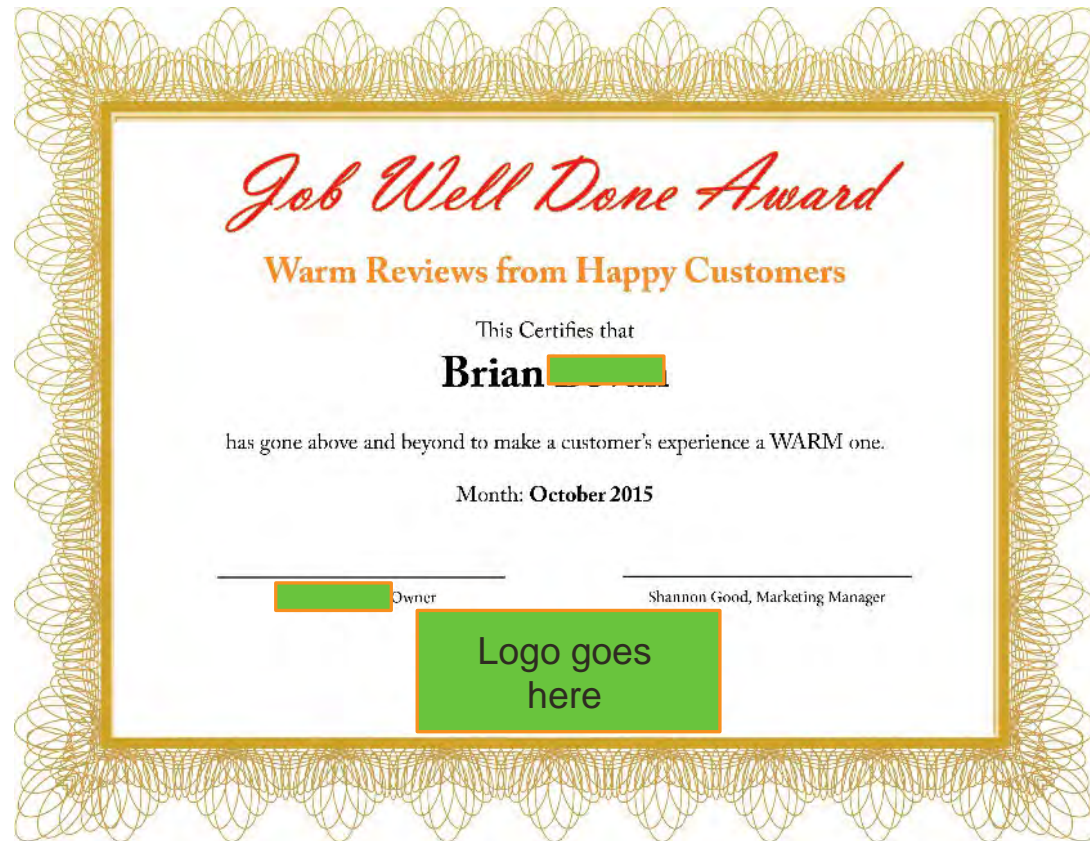 Job Well Done Award
Warm Reviews from Happy Customers
This Certifies that
Brian
has gone above and beyond to make a customer's experience a WARM one.
Month: October 2015
Owner
Shannon Good, Marketing Manager
Logo goes
here